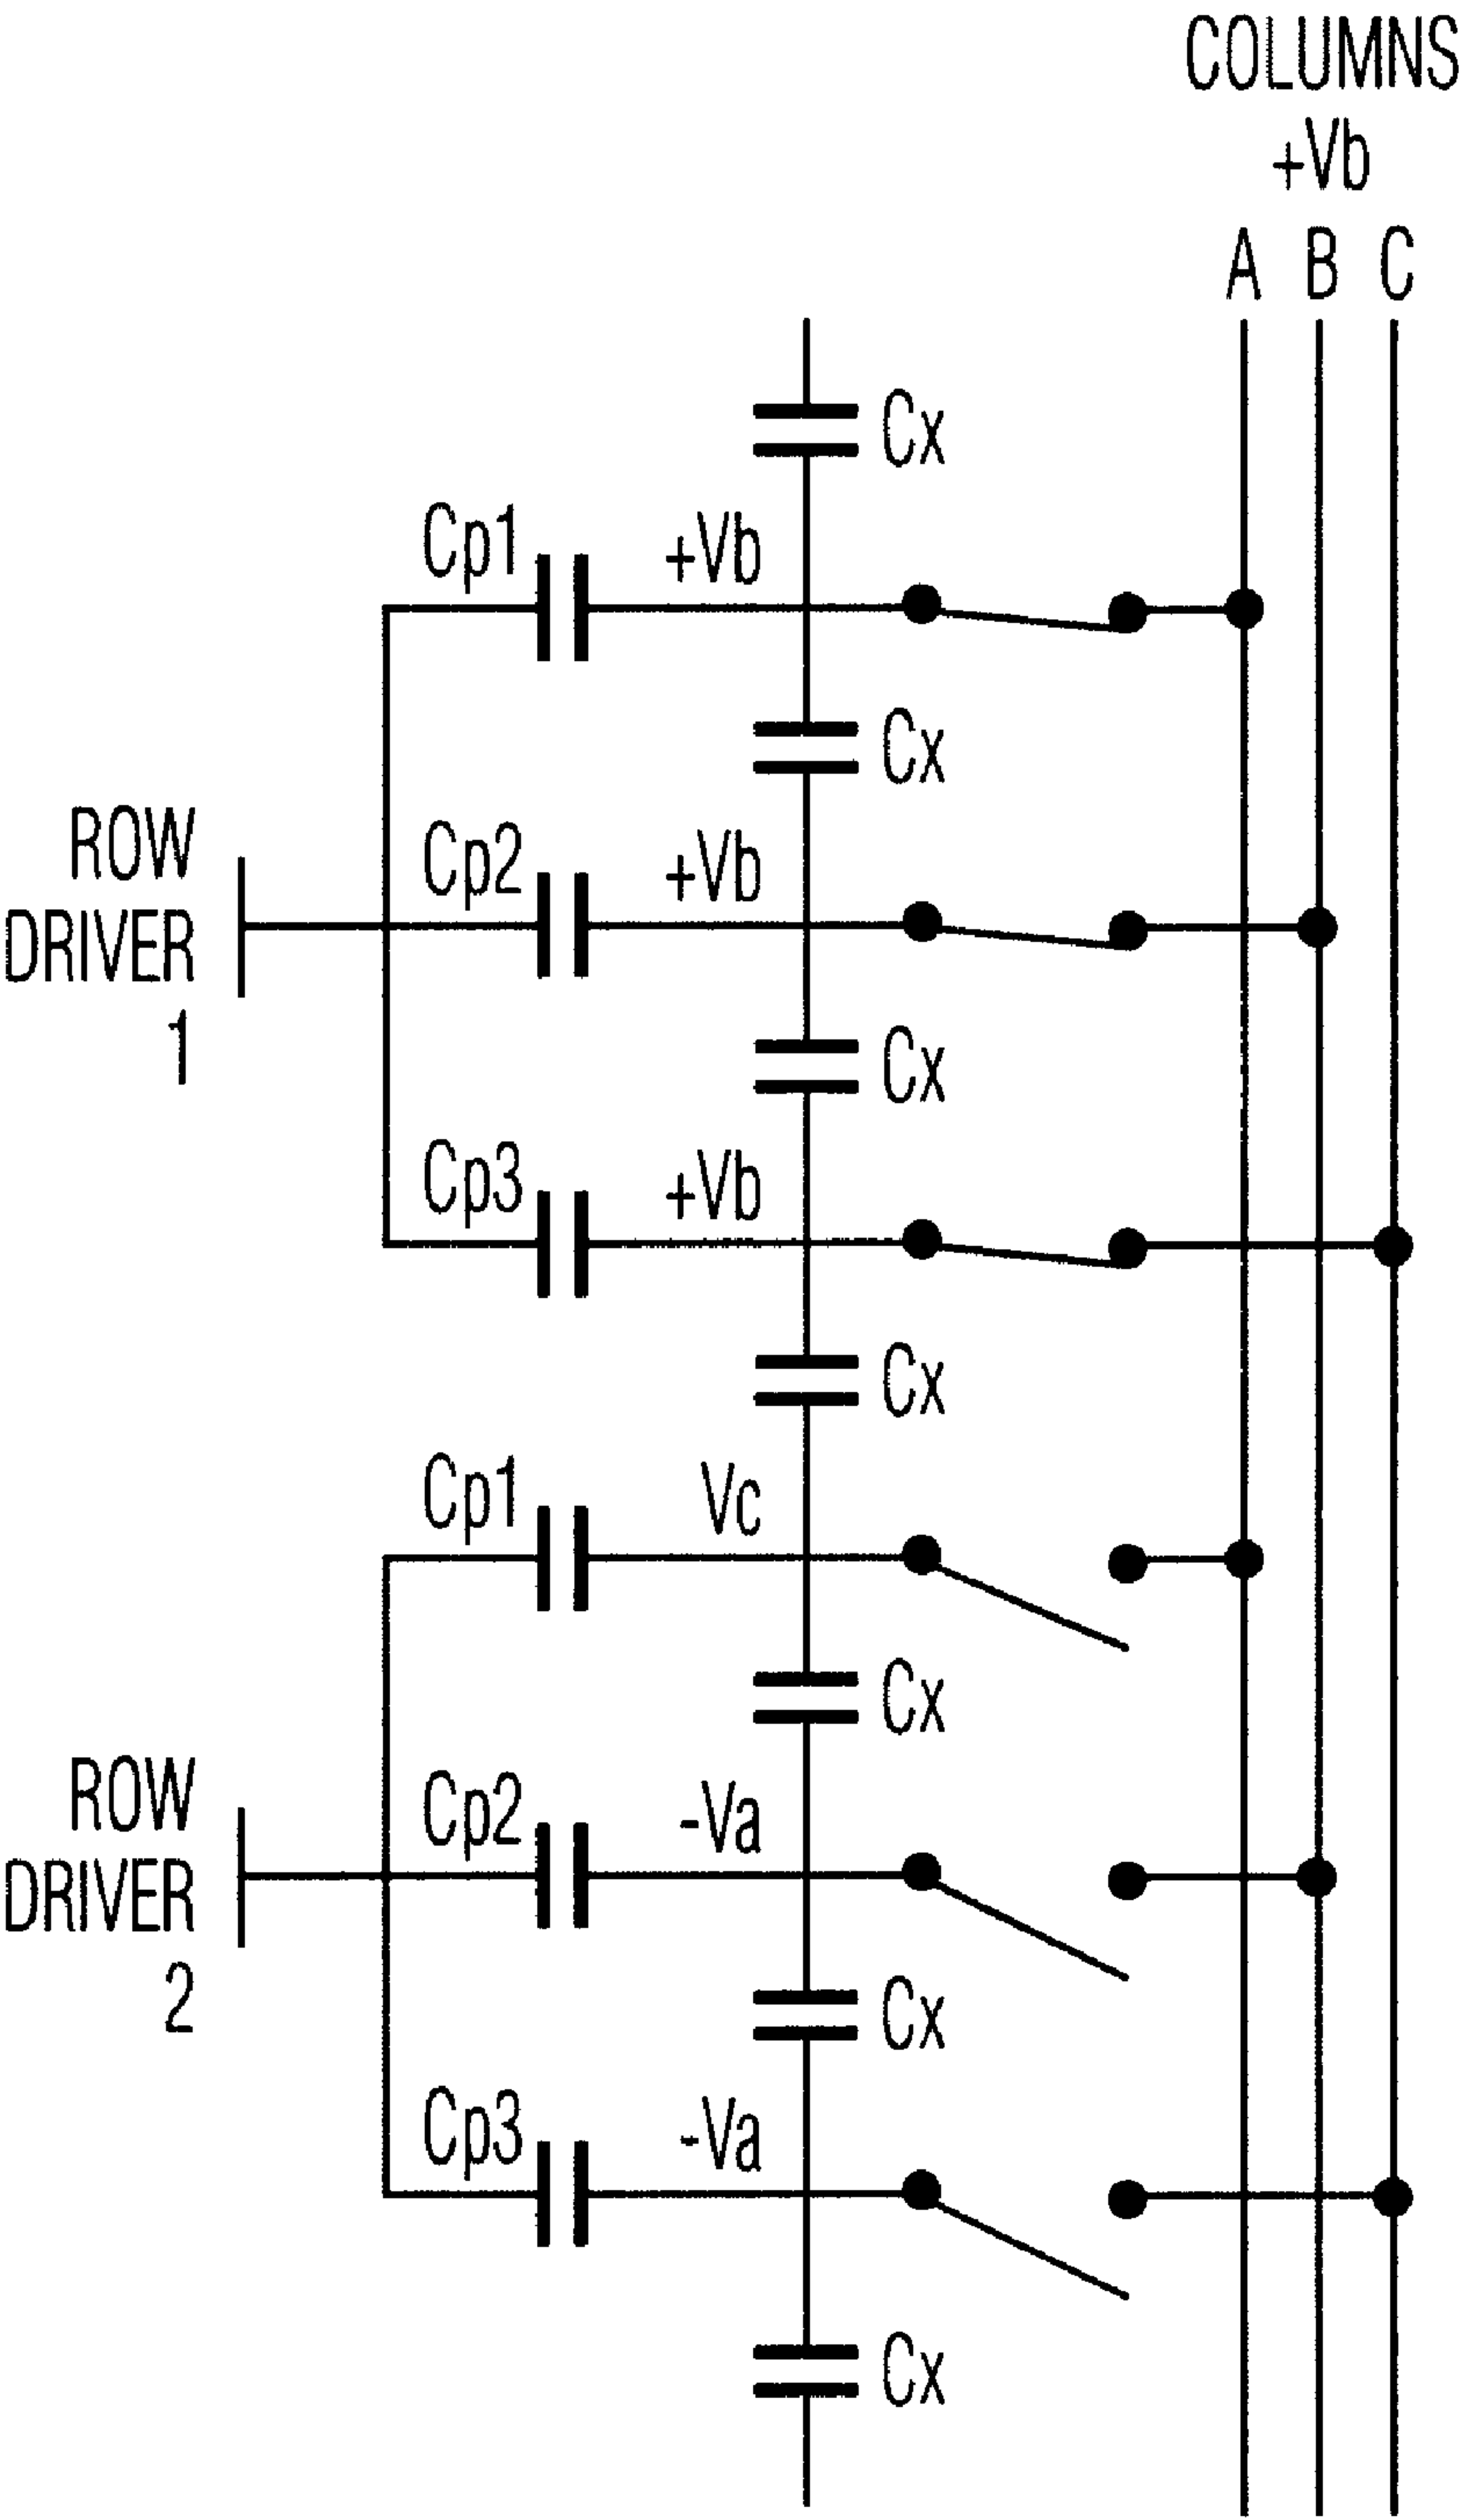 COLUMNS
+Vb
A B C
Cx
Cp1 +Vb
Cx
ROW
DRIVER
1
Cp2 +Vb
Cx
Cp3 +Vb
Cx
Cp1 Vc
Cx
ROW
DRIVER
2
Cp2 -Va
Cx
Cp3 -Va
Cx